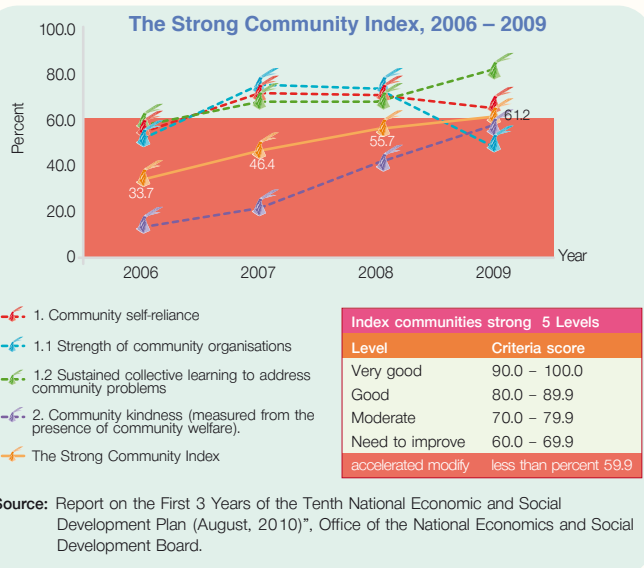 The Strong Community Index, 2006 – 2009
Percent
100.0
80.0
60.0
40.0
20.0
0
33.7
46.4
55.7
61.2
2006
2007
2008
2009
Year
1. Community self-reliance
1.1 Strength of community organisations
1.2 Sustained collective learning to address
community problems
2. Community kindness (measured from the
presence of community welfare).
The Strong Community Index
Index communities strong 5 Levels
Level Criteria score
Very good 90.0 – 100.0
Good 80.0 – 89.9
Moderate 70.0 – 79.9
Need to improve 60.0 – 69.9
accelerated modify less than percent 59.9
ource: Report on the First 3 Years of the Tenth National Economic and Social
Development Plan (August, 2010)”, Office of the National Economics and Social
Development Board.